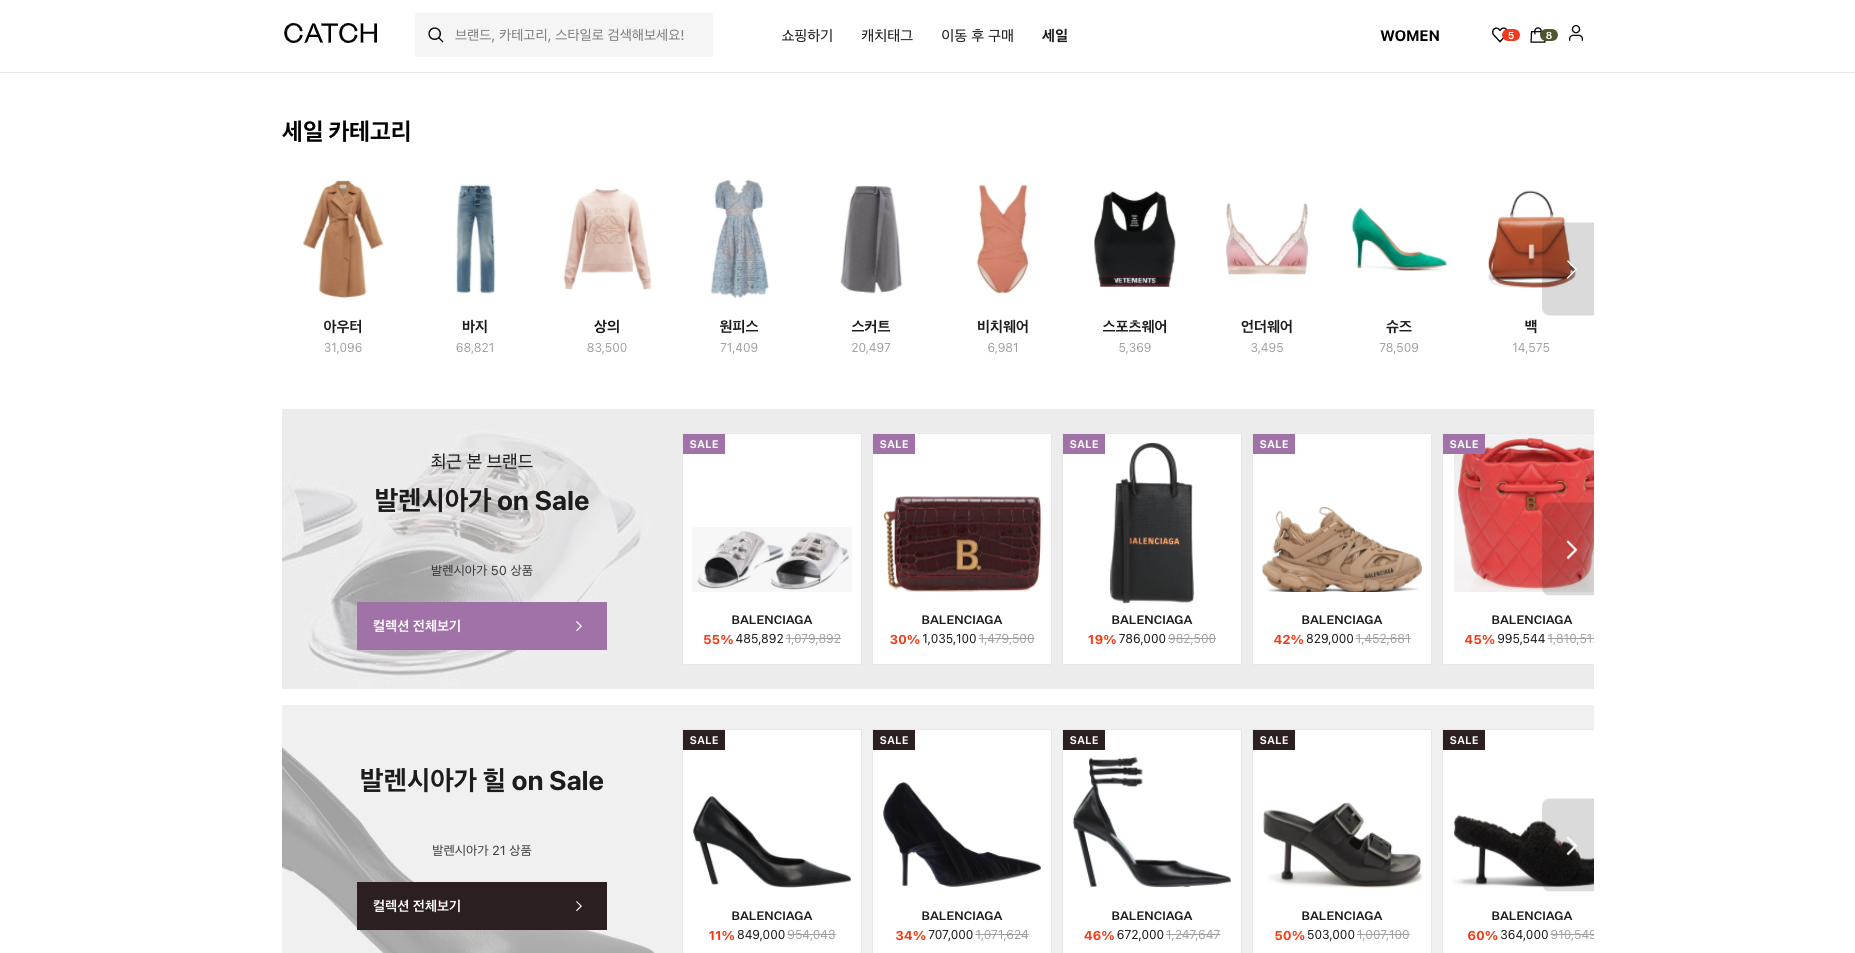 CATCH
브랜드, 카테고리, 스타일로 검색해보세요!
쇼핑하기 캐치태그 이동 후 구매 세일
WOMEN
5
8
세일 카테고리
VETEMENTS
아우터 바지 상의 원피스 스커트 비치웨어 스포츠웨어 언더웨어 슈즈 백
31,096 68,821 83,500 71,409 20,497 6,981 5,369 3,495 78,509 14,575
최근 본 브랜드
발렌시아가 on Sale
발렌시아가 50 상품
컬렉션 전체보기
SALE SALE SALE SALE SALE
B.
BALENCIAGA
BALENCIAGA
B
BALENCIAGA BALENCIAGA BALENCIAGA BALENCIAGA BALENCIAGA
55% 485,892 1,079,892 30% 1,035,100 1,479,500 19% 786,000 982,500 42% 829,000 1,452,681 45% 995,544
발렌시아가 힐 on Sale
발렌시아가 21 상품
컬렉션 전체보기
SALE SALE SALE SALE SALE
BALENCIAGA BALENCIAGA BALENCIAGA BALENCIAGA BALENCIAGA
11% 849,000 954,043 34% 707,000 1,071,624 46% 672,000 1,247,647 50% 503,000 1,007,100 60% 364,000 910,549